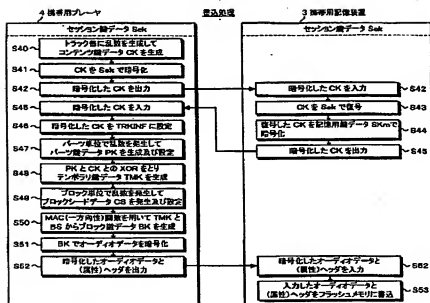 4 携帯用プレーヤ
書込処理
3 携帯用記憶装置
セッション鍵データ Sek
セッション鍵データ Sek
S40
トラック毎に乱数を生成して
コンテンツ鍵データ CK を生成
S41
CK を Sek で暗号化
S42
暗号化した CK を出力
暗号化した CK を入力
S42
CK を Sek で復号
S43
復号した CK を記憶用鍵データ SKm で
暗号化
S44
暗号化した CK を出力
S45
S45
暗号化した CK を入力
S46
暗号化した CK を TRKINF に設定
S47
パーツ単位で乱数を発生して
パーツ鍵データ PK を生成及び設定
S48
PK と CK との XOR をとり
テンポラリ鍵データ TMK を生成
S49
ブロック単位で乱数を発生して
ブロックシードデータ CS を発生及び設定
S50
MAC(一方向性)関数を用いて TMK と
BS からブロック鍵データ BK を生成
S51
BK でオーディオデータを暗号化
S52
暗号化したオーディオデータと
(属性)ヘッダを出力
暗号化したオーディオデータと
(属性)ヘッダを入力
S52
入力したオーディオデータと
(属性)ヘッダをフラッシュメモリに書込
S53